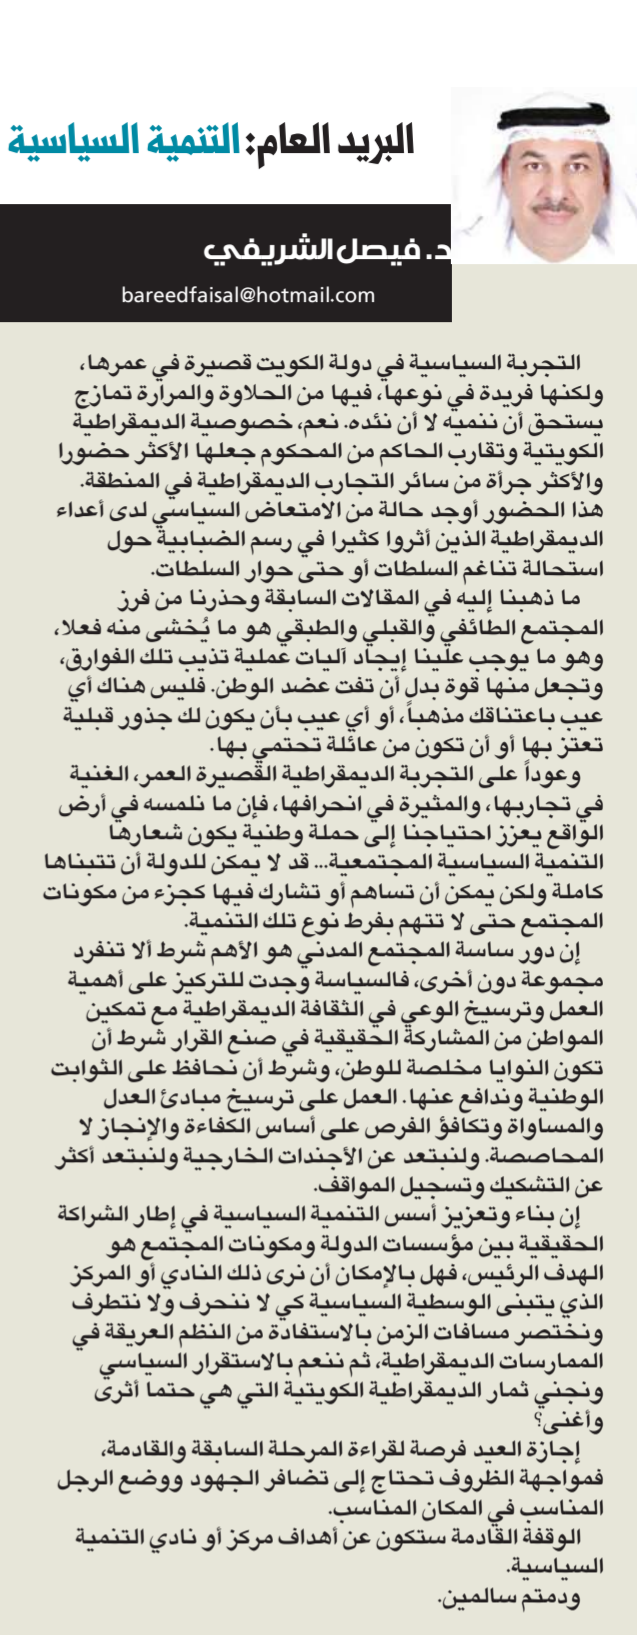 البريد العام: التنمية السياسية
د. فيصل الشريفي
bareedfaisal@hotmail.com
التجربة السياسية في دولة الكويت قصيرة في عمرها،
ولكنها فريدة في نوعها، فيها من الحلاوة والمرارة تمازج
يستحق أن ننميه لا أن نئده. نعم، خصوصية الديمقراطية
الكويتية وتقارب الحاكم من المحكوم جعلها الأكثر حضورا
والأكثر جرأة من سائر التجارب الديمقراطية في المنطقة.
هذا الحضور أوجد حالة من الامتعاض السياسي لدى أعداء
الديمقراطية الذين أثروا كثيرا في رسم الضبابية حول
استحالة تناغم السلطات أو حتى حوار السلطات.
ما ذهبنا إليه في المقالات السابقة وحذرنا من فرز
المجتمع الطائفي والقبلي والطبقي هو ما يُخشى منه فعلا،
وهو ما يوجب علينا إيجاد آليات عملية تذيب تلك الفوارق،
وتجعل منها قوة بدل أن تفت عضد الوطن. فليس هناك أي
عيب باعتناقك مذهباً، أو أي عيب بأن يكون لك جذور قبلية
تعتز بها أو أن تكون من عائلة تحتمي بها.
وعوداً على التجربة الديمقراطية القصيرة العمر، الغنية
في تجاربها، والمثيرة في انحرافها، فإن ما نلمسه في أرض
الواقع يعزز احتياجنا إلى حملة وطنية يكون شعارها
التنمية السياسية المجتمعية... قد لا يمكن للدولة أن تتبناها
كاملة ولكن يمكن أن تساهم أو تشارك فيها كجزء من مكونات
المجتمع حتى لا تتهم بفرط نوع تلك التنمية.
إن دور ساسة المجتمع المدني هو الأهم شرط ألا تنفرد
مجموعة دون أخرى، فالسياسة وجدت للتركيز على أهمية
العمل وترسيخ الوعي في الثقافة الديمقراطية مع تمكين
المواطن من المشاركة الحقيقية في صنع القرار شرط أن
تكون النوايا مخلصة للوطن، وشرط أن نحافظ على الثوابت
الوطنية وندافع عنها. العمل على ترسيخ مبادئ العدل
والمساواة وتكافؤ الفرص على أساس الكفاءة والإنجاز لا
المحاصصة. ولنبتعد عن الأجندات الخارجية ولنبتعد أكثر
عن التشكيك وتسجيل المواقف.
إن بناء وتعزيز أسس التنمية السياسية في إطار الشراكة
الحقيقية بين مؤسسات الدولة ومكونات المجتمع هو
الهدف الرئيس، فهل بالإمكان أن نرى ذلك النادي أو المركز
الذي يتبنى الوسطية السياسية كي لا ننحرف ولا نتطرف
ونختصر مسافات الزمن بالاستفادة من النظم العريقة في
الممارسات الديمقراطية، ثم ننعم بالاستقرار السياسي
ونجني ثمار الديمقراطية الكويتية التي هي حتما أثرى
وأغنى؟
إجازة العيد فرصة لقراءة المرحلة السابقة والقادمة،
فمواجهة الظروف تحتاج إلى تضافر الجهود ووضع الرجل
المناسب في المكان المناسب.
الوقفة القادمة ستكون عن أهداف مركز أو نادي التنمية
السياسية.
ودمتم سالمين.